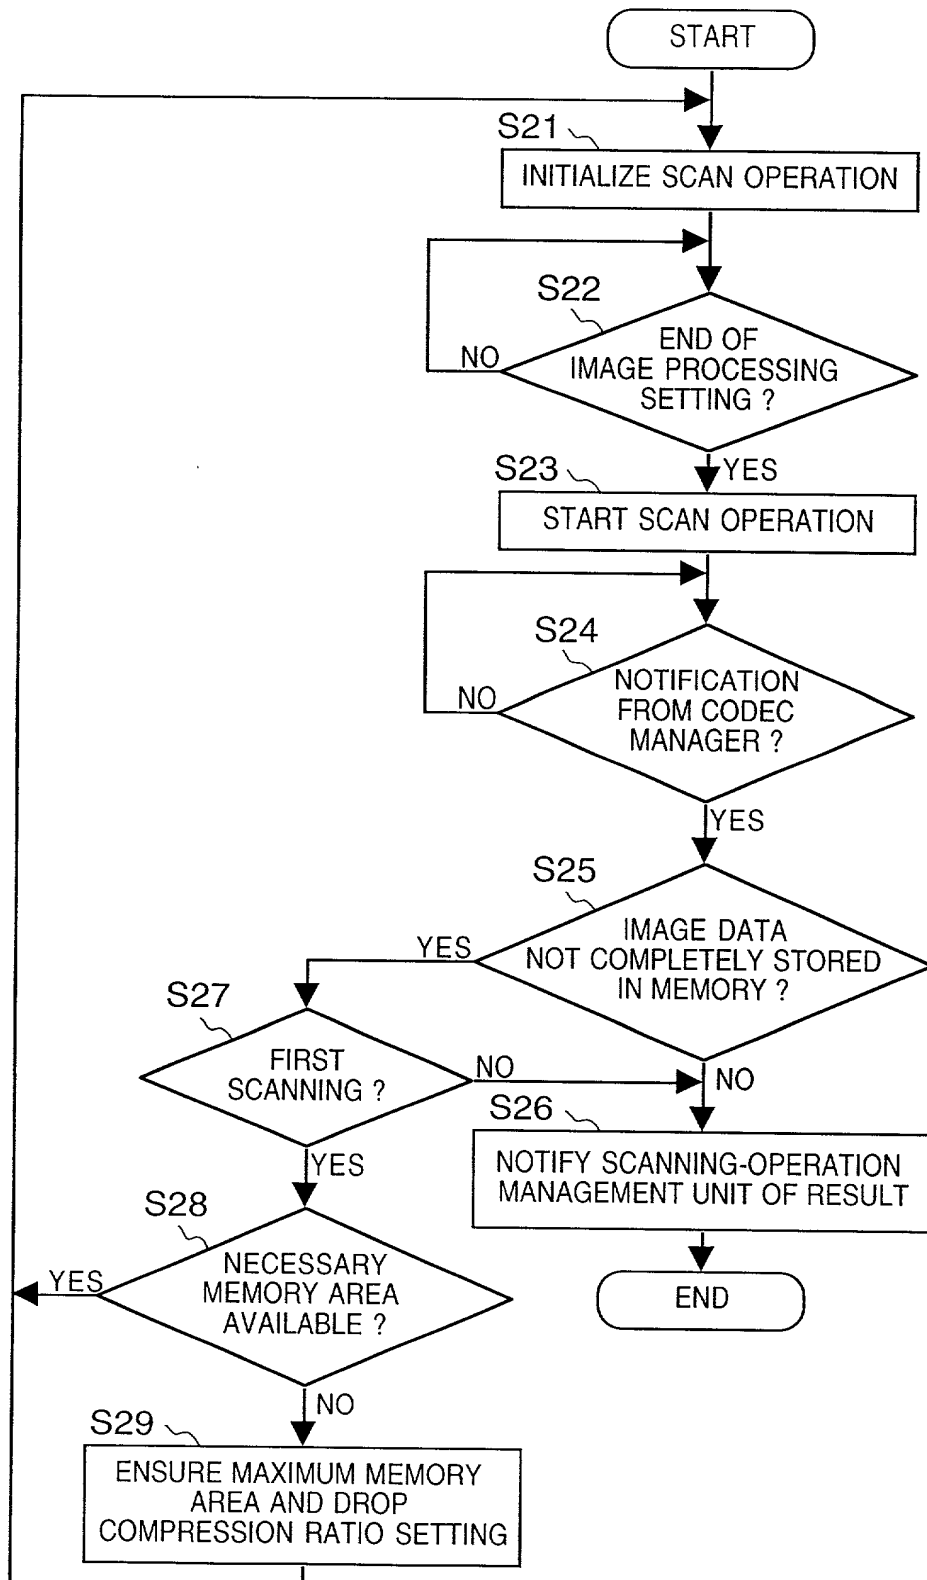 START
S21
INITIALIZE SCAN OPERATION
S22
END OF
IMAGE PROCESSING
SETTING ?
NO
YES
S23
START SCAN OPERATION
S24
NOTIFICATION
FROM CODEC
MANAGER ?
NO
YES
S25
IMAGE DATA
NOT COMPLETELY STORED
IN MEMORY ?
YES
NO
S27
FIRST
SCANNING ?
NO
YES
S26
NOTIFY SCANNING-OPERATION
MANAGEMENT UNIT OF RESULT
END
S28
NECESSARY
MEMORY AREA
AVAILABLE ?
YES
NO
S29
ENSURE MAXIMUM MEMORY
AREA AND DROP
COMPRESSION RATIO SETTING